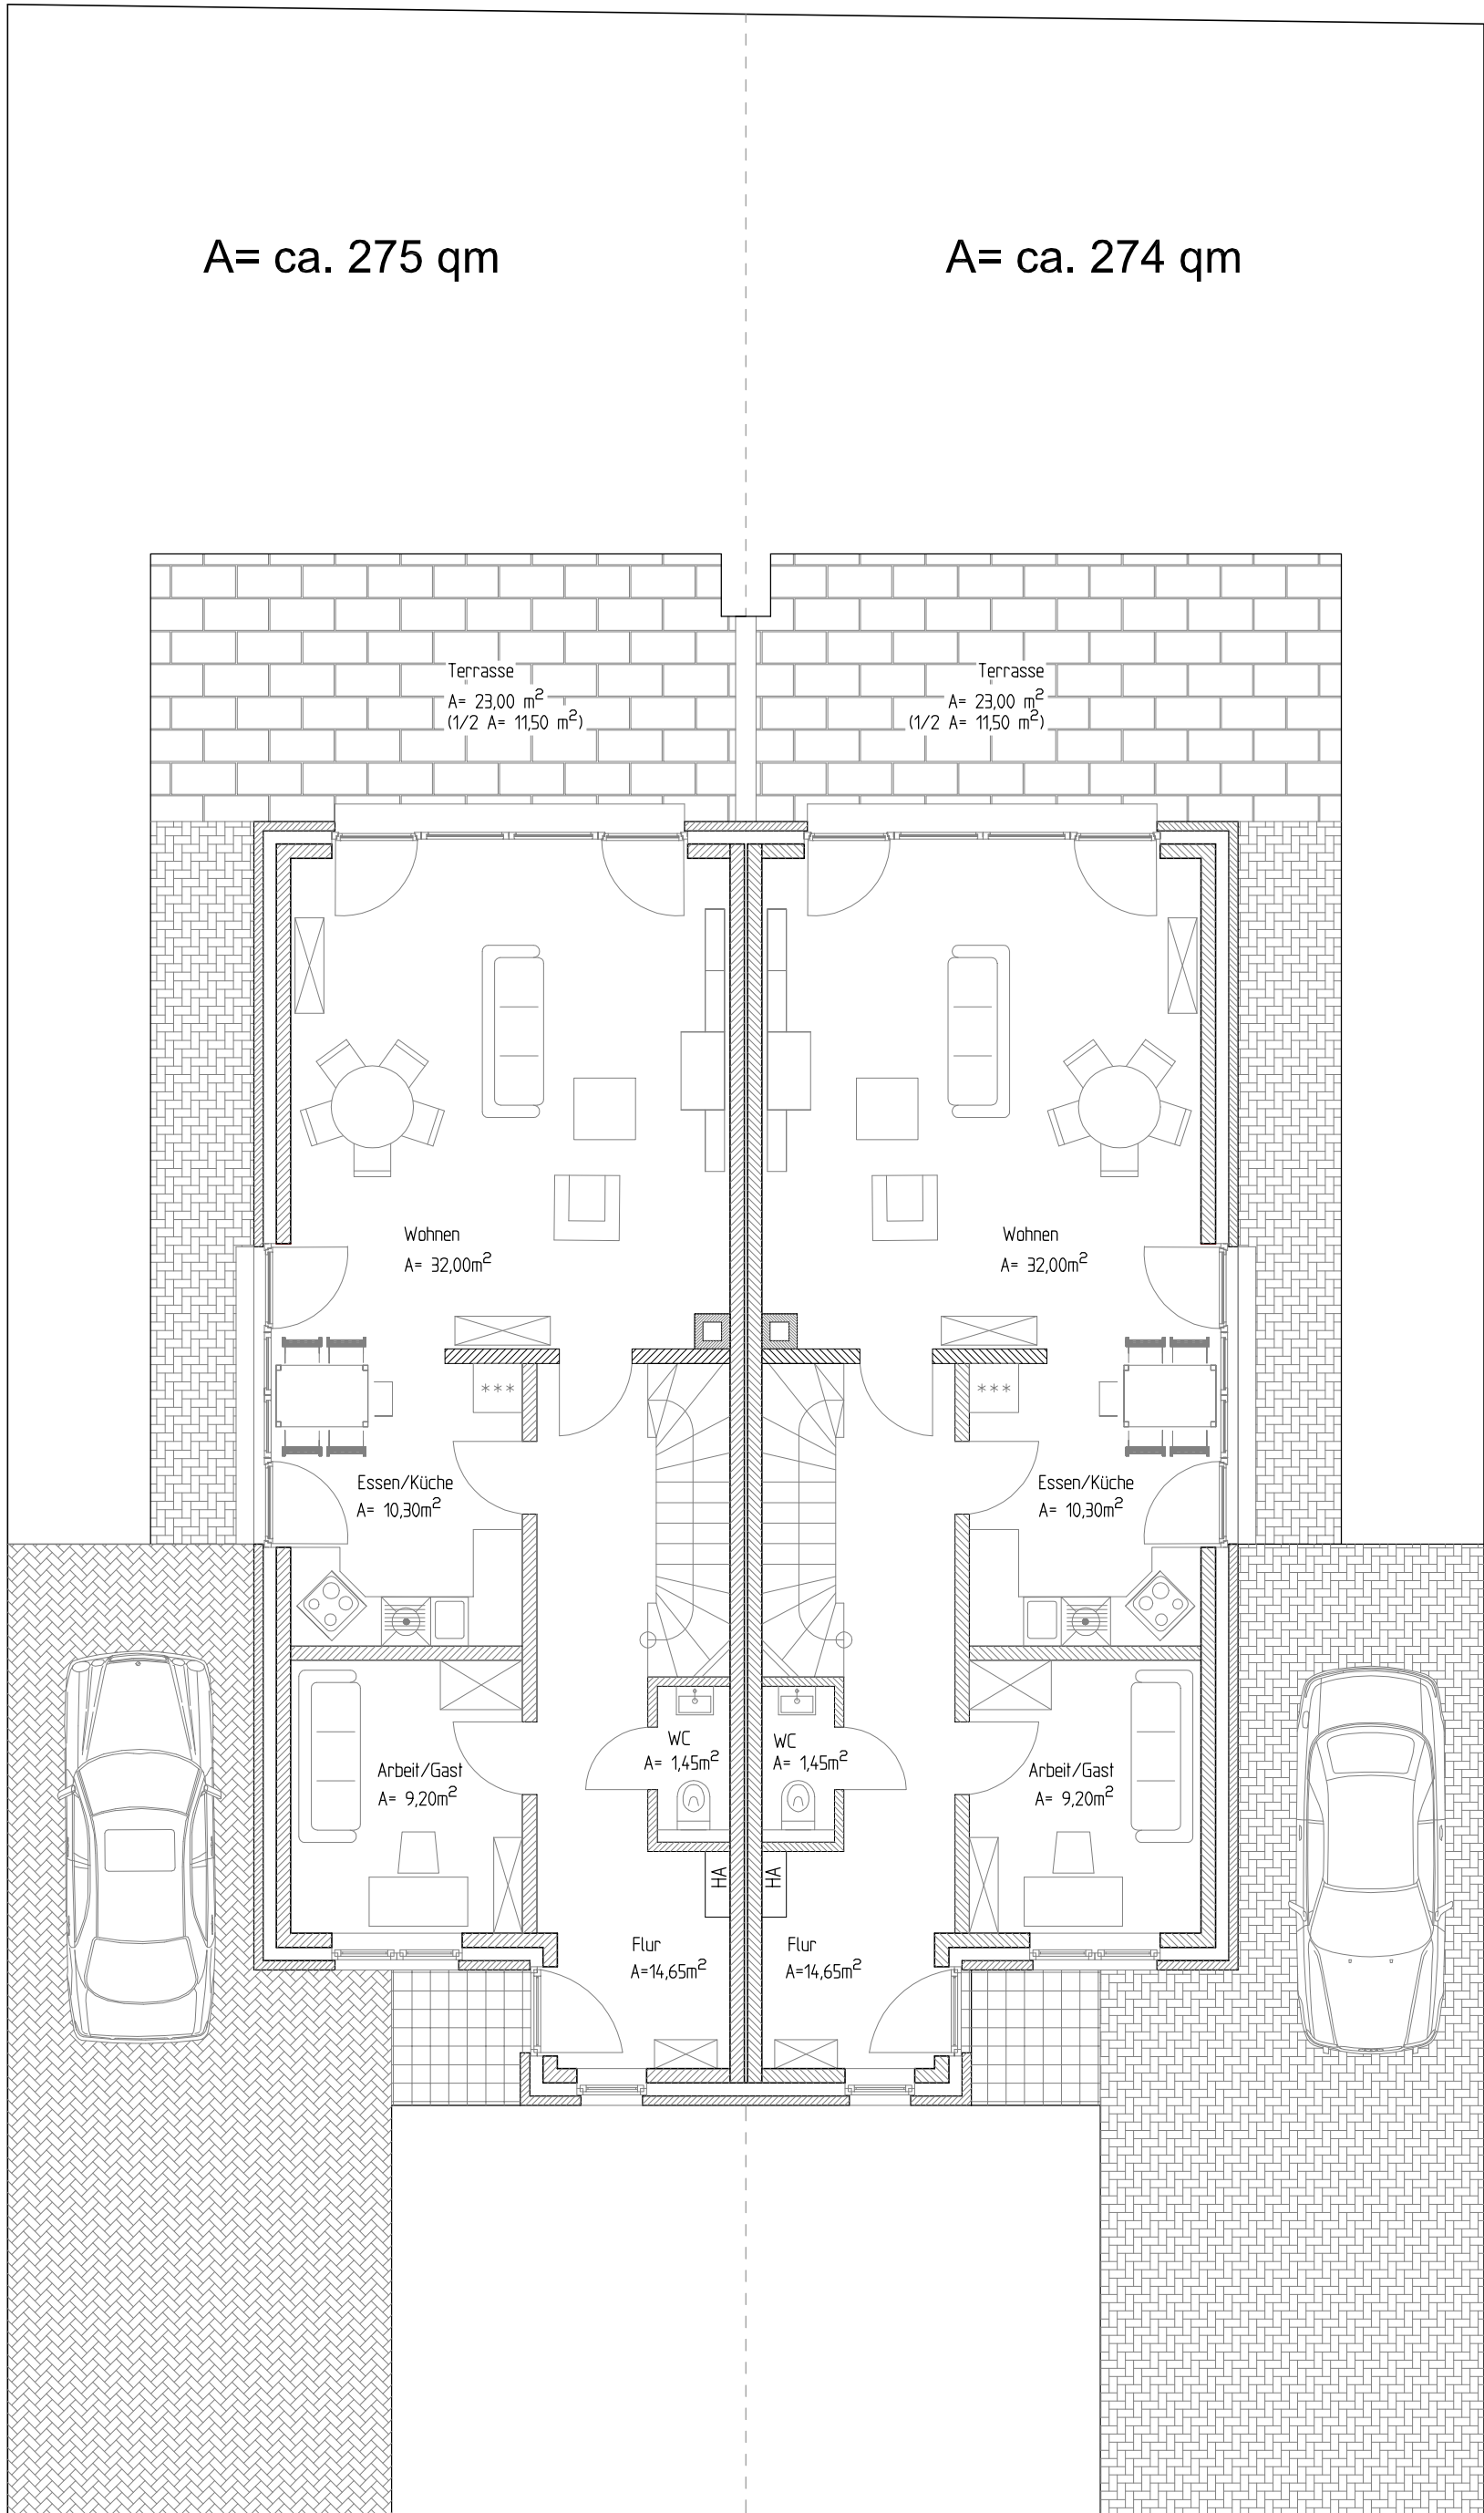 A= ca. 275 qm
A= ca. 274 qm
Terrasse
A= 23,00 m²
(1/2 A= 11,50 m²)
Terrasse
A= 23,00 m²
(1/2 A= 11,50 m²)
Wohnen
A= 32,00m²
Wohnen
A= 32,00m²
***
***
Essen/Küche
A= 10,30m²
Essen/Küche
A= 10,30m²
WC
A= 1,45m²
WC
A= 1,45m²
Arbeit/Gast
A= 9,20m²
Arbeit/Gast
A= 9,20m²
HA
HA
Flur
A=14,65m²
Flur
A=14,65m²